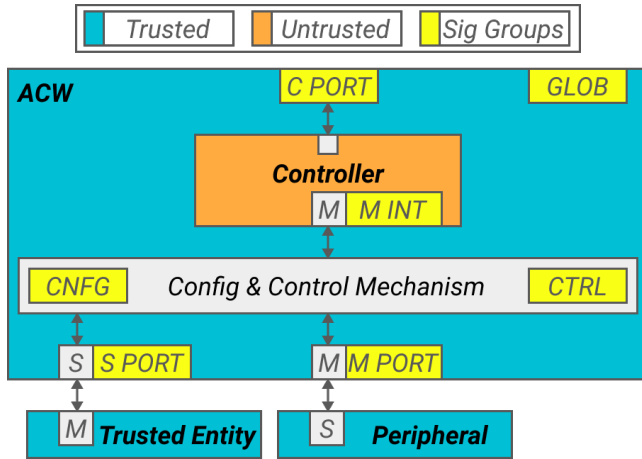 Trusted Untrusted Sig Groups
ACW C PORT GLOB
Controller
M M INT
CNFG Config & Control Mechanism CTRL
S S PORT M M PORT
M Trusted Entity S Peripheral